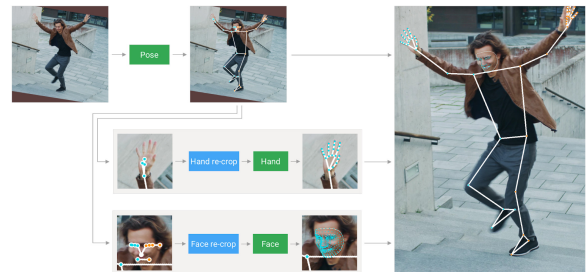 Pose
Hand re-crop
Hand
Face re-crop
Face